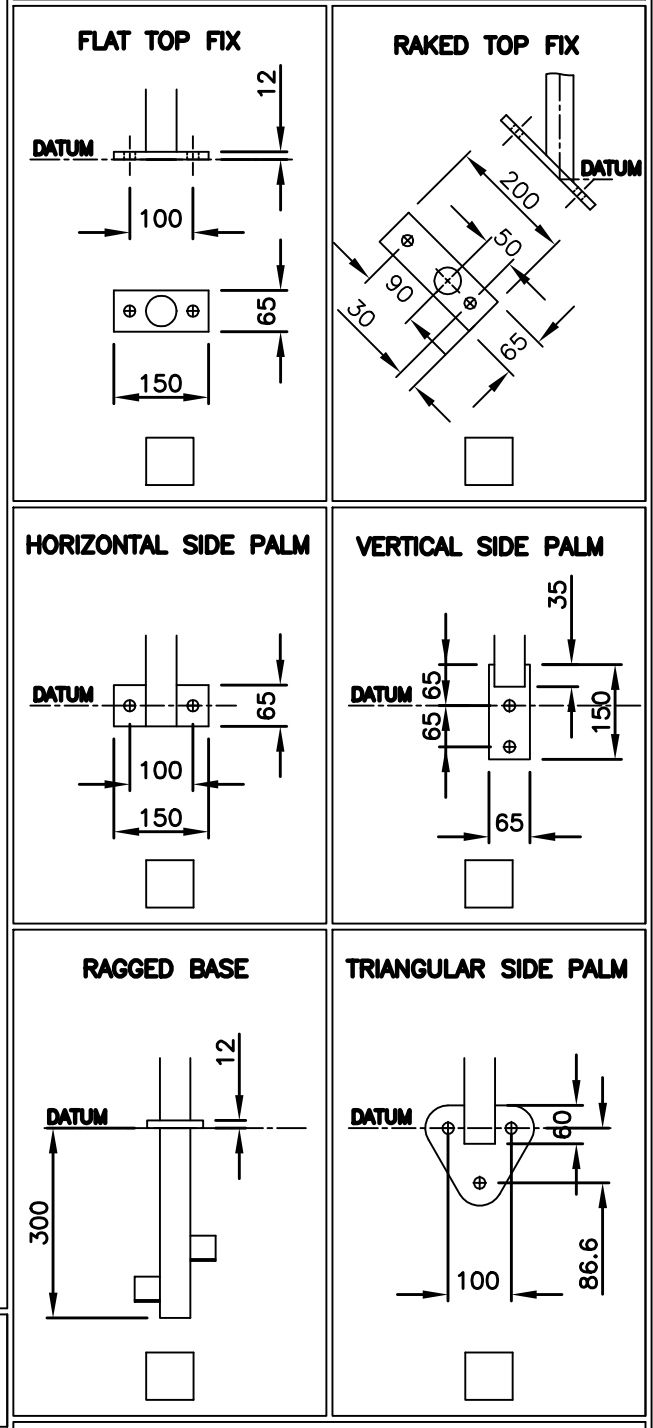 FLAT TOP FIX
12
DATUM
100
65
150
RAKED TOP FIX
DATUM
200
50
90
30
65
HORIZONTAL SIDE PALM
DATUM
65
100
150
VERTICAL SIDE PALM
35
DATUM
65
65
150
65
RAGGED BASE
12
DATUM
300
TRIANGULAR SIDE PALM
DATUM
60
100
86.6